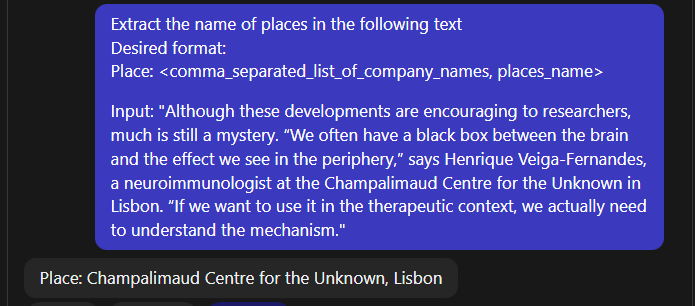 Extract the name of places in the following text
Desired format:
Place: <comma_separated_list_of_company_names, places_name>
Input: "Although these developments are encouraging to researchers,
much is still a mystery. “We often have a black box between the brain
and the effect we see in the periphery,” says Henrique Veiga-Fernandes,
a neuroimmunologist at the Champalimaud Centre for the Unknown in
Lisbon. “If we want to use it in the therapeutic context, we actually need
to understand the mechanism."
Place: Champalimaud Centre for the Unknown, Lisbon